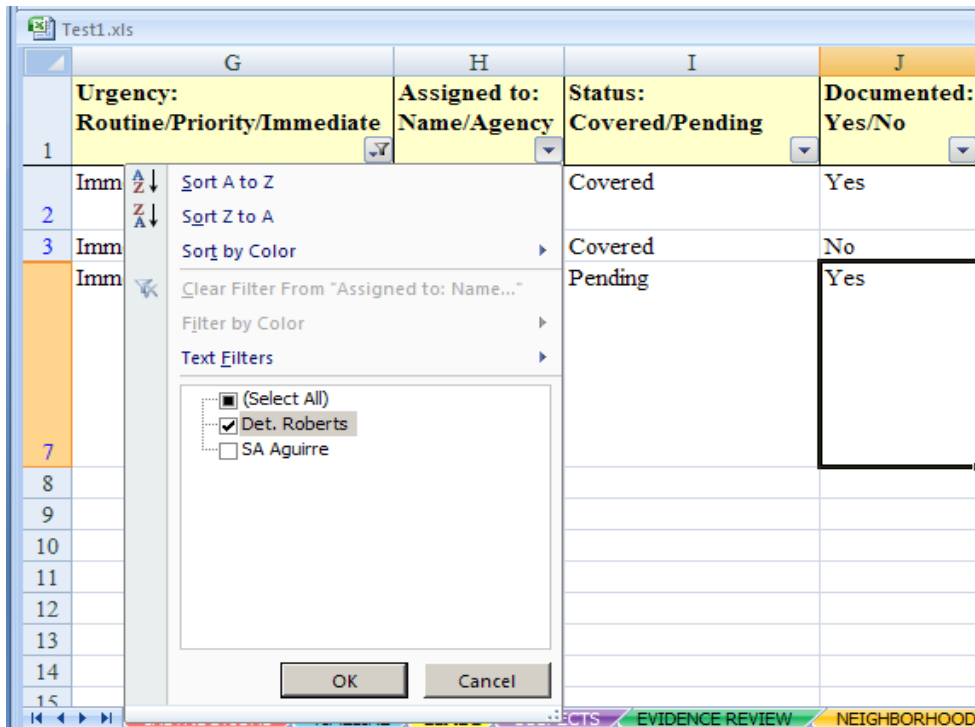 Test1.xls
G H I J
Urgency: Assigned to: Status: Documented:
Routine/Priority/Immediate Name/Agency Covered/Pending Yes/No
1
Imm Sort A to Z Covered Yes
2 Sort Z to A
3 Imm Sort by Color Covered No
Imm Clear Filter From "Assigned to: Name..." Pending Yes
Filter by Color
Text Filters
(Select All)
Det. Roberts
7 SA Aguirre
8
9
10
11
12
13
14 OK Cancel
15
EVIDENCE REVIEW NEIGHBORHOOD